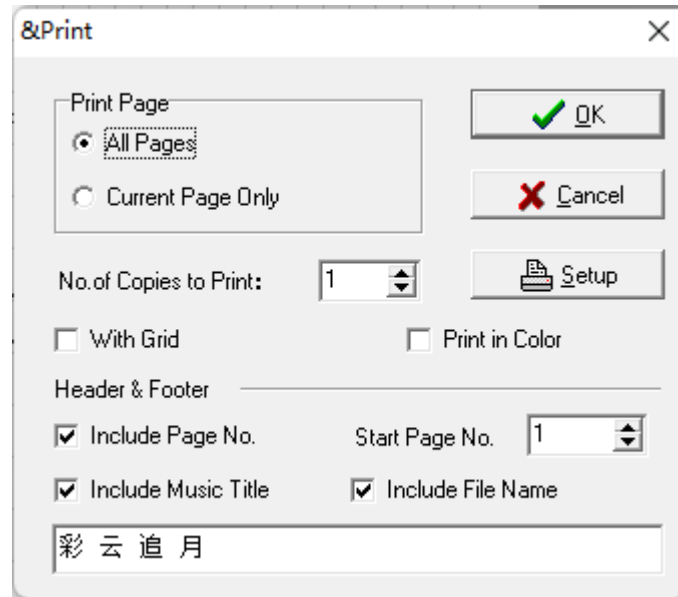 &Print
Print Page
All Pages
Current Page Only
OK
Cancel
No.of Copies to Print:
1
Setup
With Grid
Print in Color
Header & Footer
Include Page No.
Start Page No.
1
Include Music Title
Include File Name
彩 云 追 月